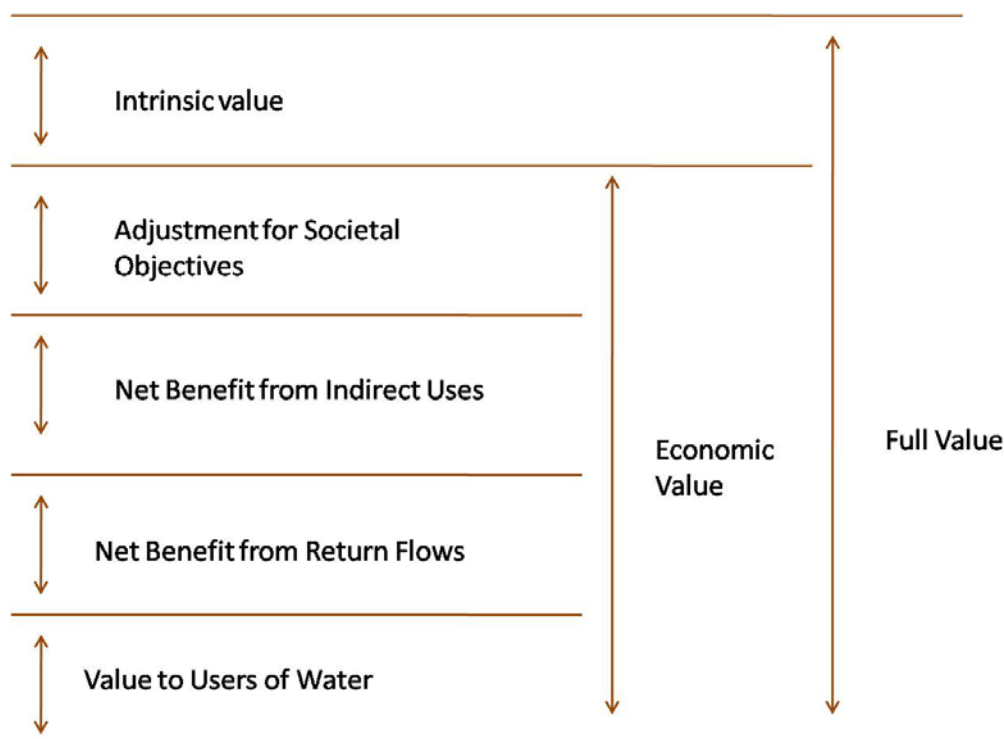 Intrinsic value
Adjustment for Societal
Objectives
Net Benefit from Indirect Uses
Economic
Value
Full Value
Net Benefit from Return Flows
Value to Users of Water